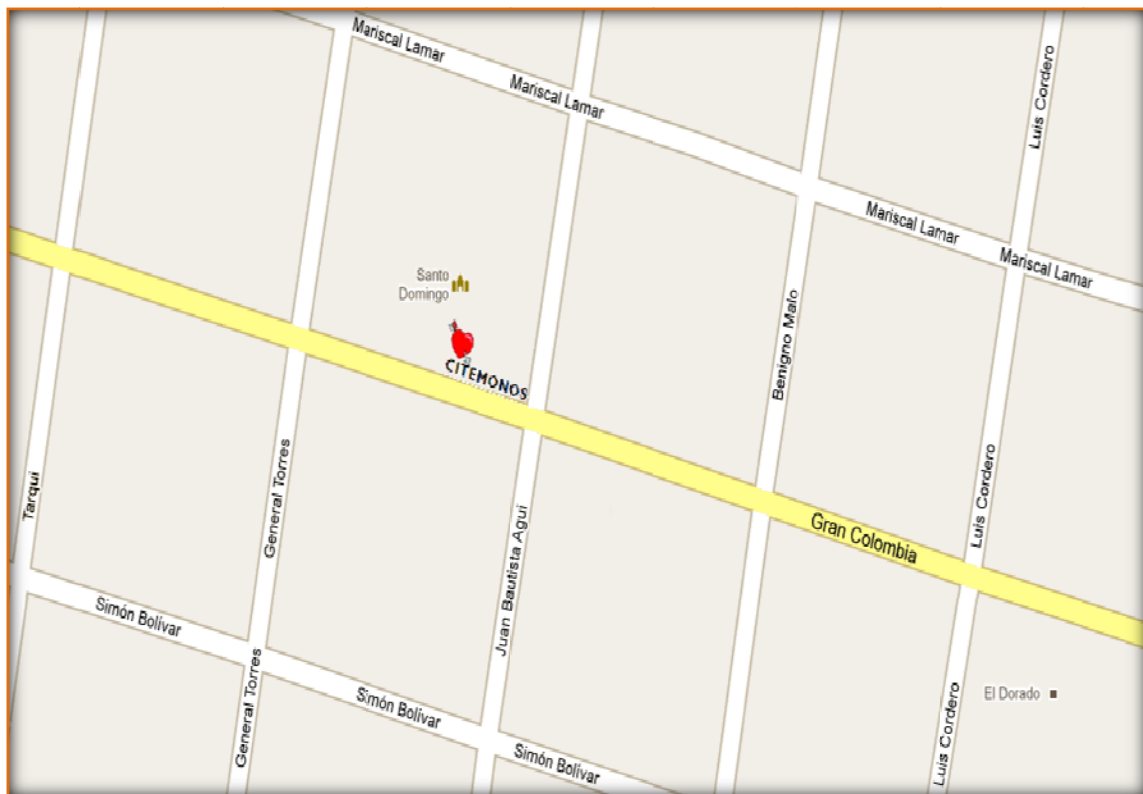 Mariscal Lamar
Mariscal Lamar
Luis Cordero
Mariscal Lamar
Mariscal Lamar
Santo
Domingo
CITEMONOS
Benigno Malo
Tarqui
General Torres
Juan Bautista Agui
Gran Colombia
Luis Cordero
Simón Bolívar
General Torres
Simón Bolívar
Simón Bolívar
El Dorado
Luis Cordero